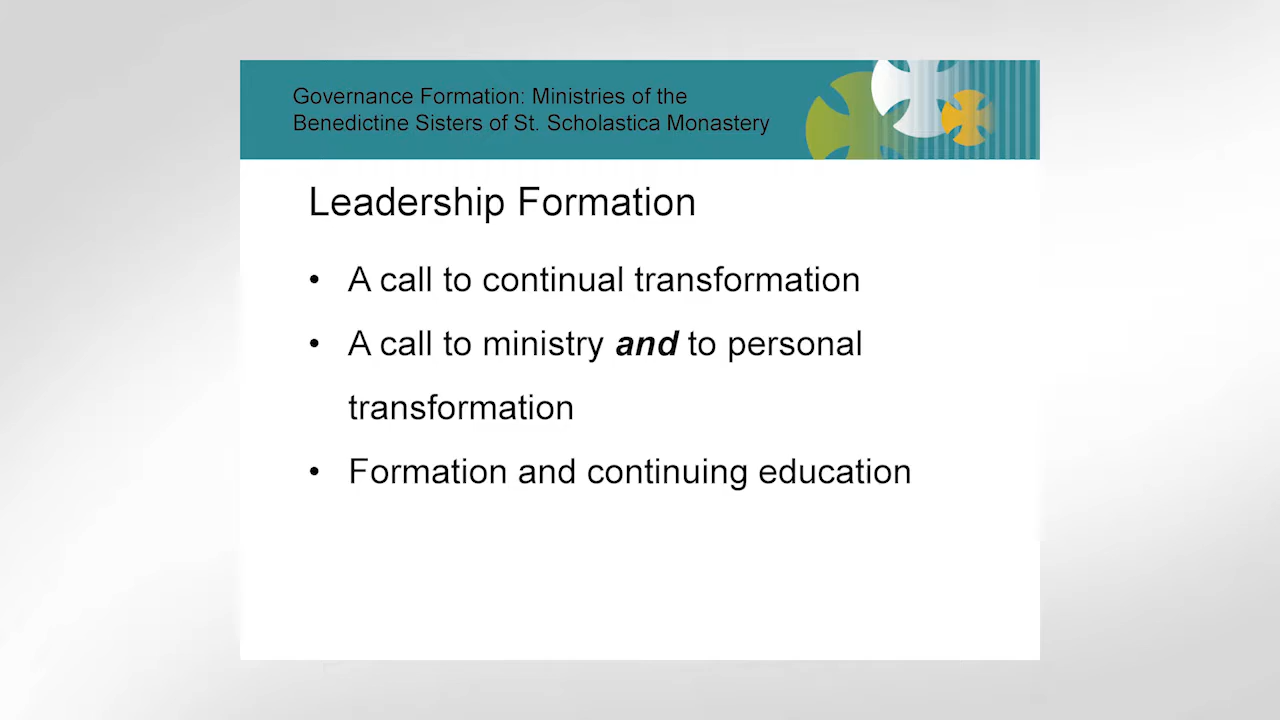 Governance Formation: Ministries of the
Benedictine Sisters of St. Scholastica Monastery
Leadership Formation
• A call to continual transformation
• A call to ministry and to personal
transformation
• Formation and continuing education